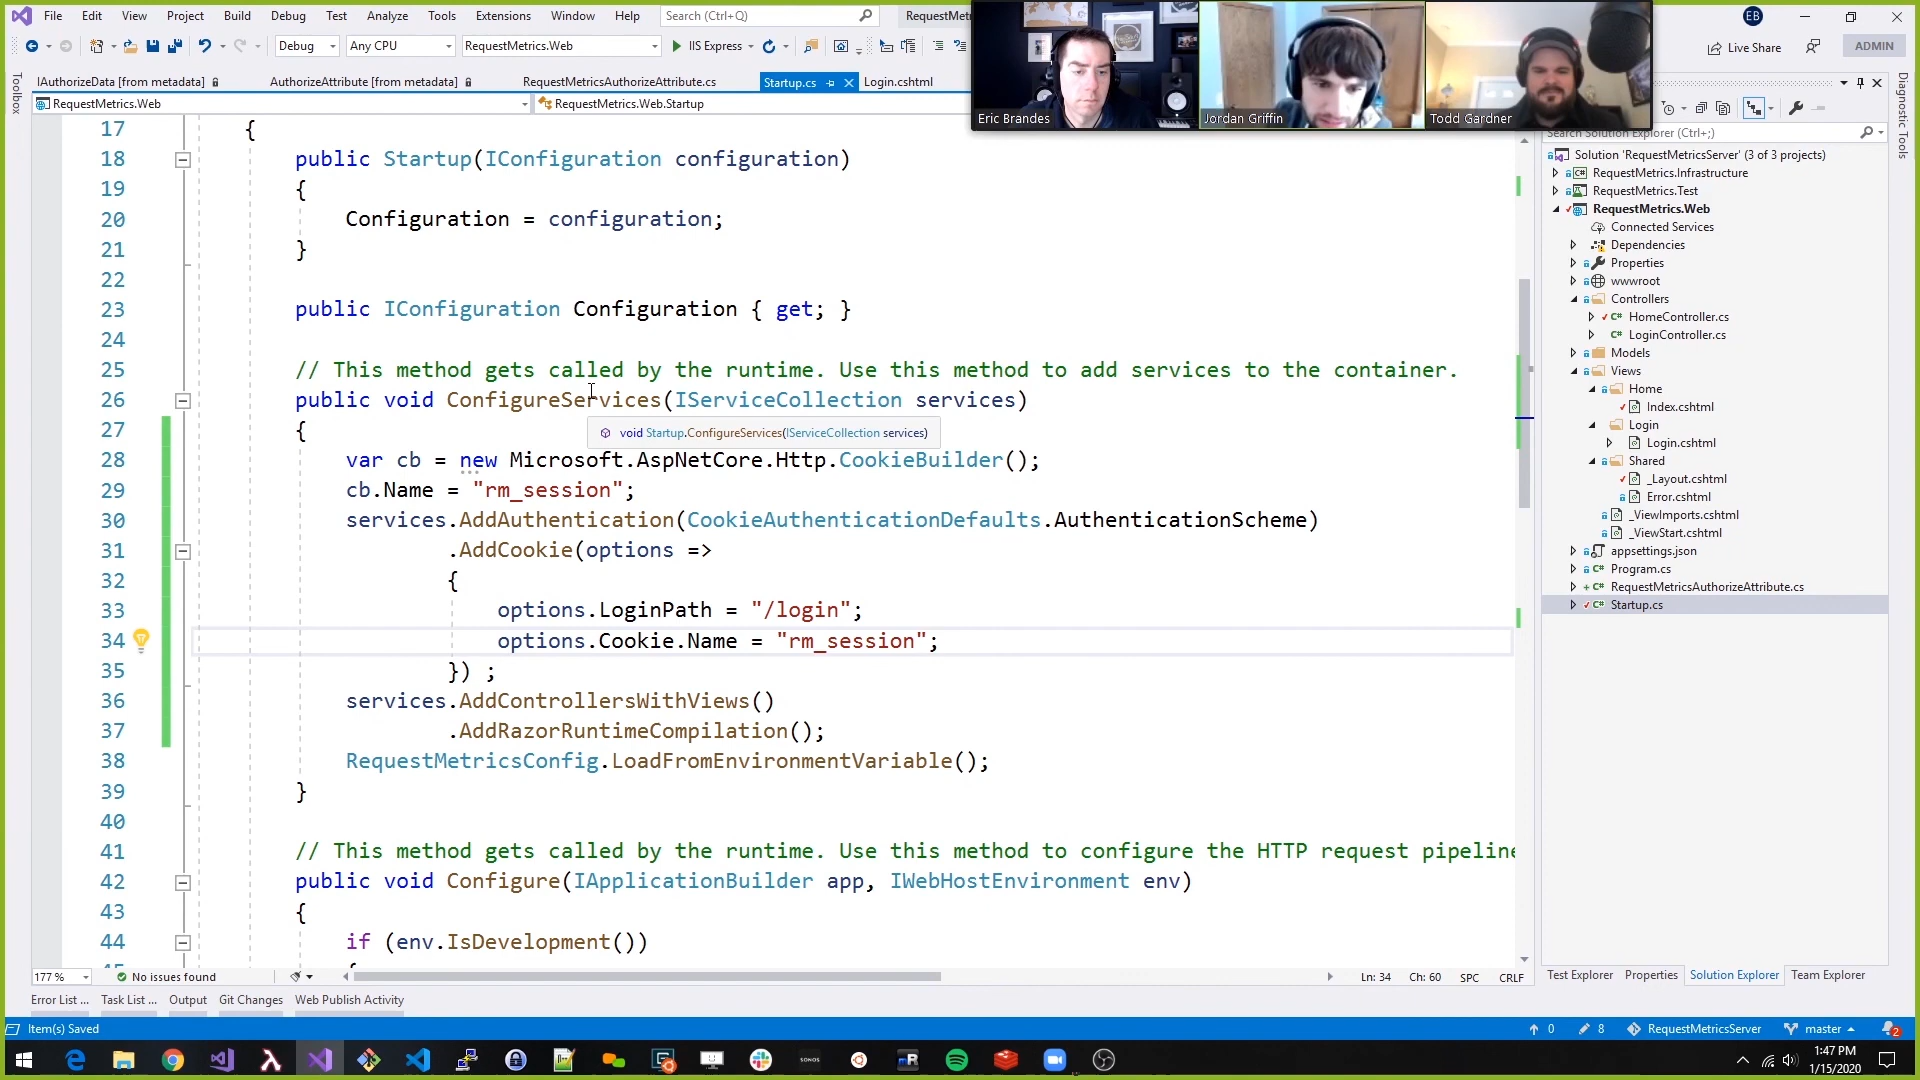 File Edit View Project Build Debug Test Analyze Tools Extensions Window Help Search (Ctrl+Q) RequestMetr
EB
Debug Any CPU RequestMetrics.Web IIS Express Live Share ADMIN
IAuthorizeData [from metadata] AuthorizeAttribute [from metadata] RequestMetricsAuthorizeAttribute.cs Startup.cs Login.cshtml
RequestMetrics.Web RequestMetrics.Web.Startup
Eric Brandes Jordan Griffin Todd Gardner
Toolbox
Diagnostic Tools
17 {
18 public Startup(IConfiguration configuration)
19 {
20 Configuration = configuration;
21 }
22
23 public IConfiguration Configuration { get; }
24
25 // This method gets called by the runtime. Use this method to add services to the container.
26 public void ConfigureServices(IServiceCollection services)
27 {
void Startup.ConfigureServices(IServiceCollection services)
28 var cb = new Microsoft.AspNetCore.Http.CookieBuilder();
29 cb.Name = "rm_session";
30 services.AddAuthentication(CookieAuthenticationDefaults.AuthenticationScheme)
31 .AddCookie(options =>
32 {
33 options.LoginPath = "/login";
34 options.Cookie.Name = "rm_session";
35 }) ;
36 services.AddControllersWithViews()
37 .AddRazorRuntimeCompilation();
38 RequestMetricsConfig.LoadFromEnvironmentVariable();
39 }
40
41 // This method gets called by the runtime. Use this method to configure the HTTP request pipeline
42 public void Configure(IApplicationBuilder app, IWebHostEnvironment env)
43 {
44 if (env.IsDevelopment())
Search Solution Explorer (Ctrl+;)
Solution 'RequestMetricsServer' (3 of 3 projects)
RequestMetrics.Infrastructure
RequestMetrics.Test
RequestMetrics.Web
Connected Services
Dependencies
Properties
wwwroot
Controllers
HomeController.cs
LoginController.cs
Models
Views
Home
Index.cshtml
Login
Login.cshtml
Shared
_Layout.cshtml
Error.cshtml
_ViewImports.cshtml
_ViewStart.cshtml
appsettings.json
Program.cs
RequestMetricsAuthorizeAttribute.cs
Startup.cs
177 % No issues found Ln: 34 Ch: 60 SPC CRLF
Test Explorer Properties Solution Explorer Team Explorer
Error List ... Task List ... Output Git Changes Web Publish Activity
Item(s) Saved 0 8 RequestMetricsServer master 2
SONOS
1:47 PM
1/15/2020